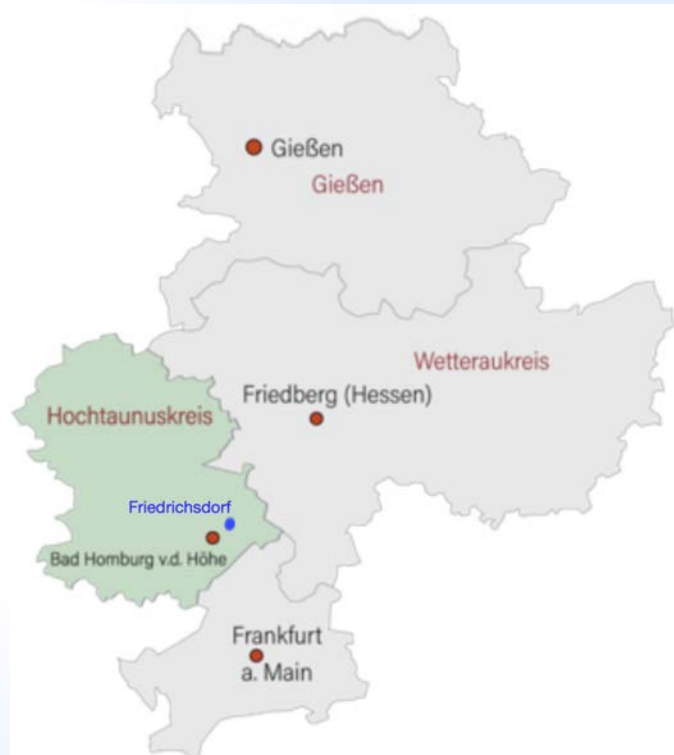 Gießen
Gießen
Wetteraukreis
Friedberg (Hessen)
Hochtaunuskreis
Friedrichsdorf
Bad Homburg v.d. Höhe
Frankfurt
a. Main